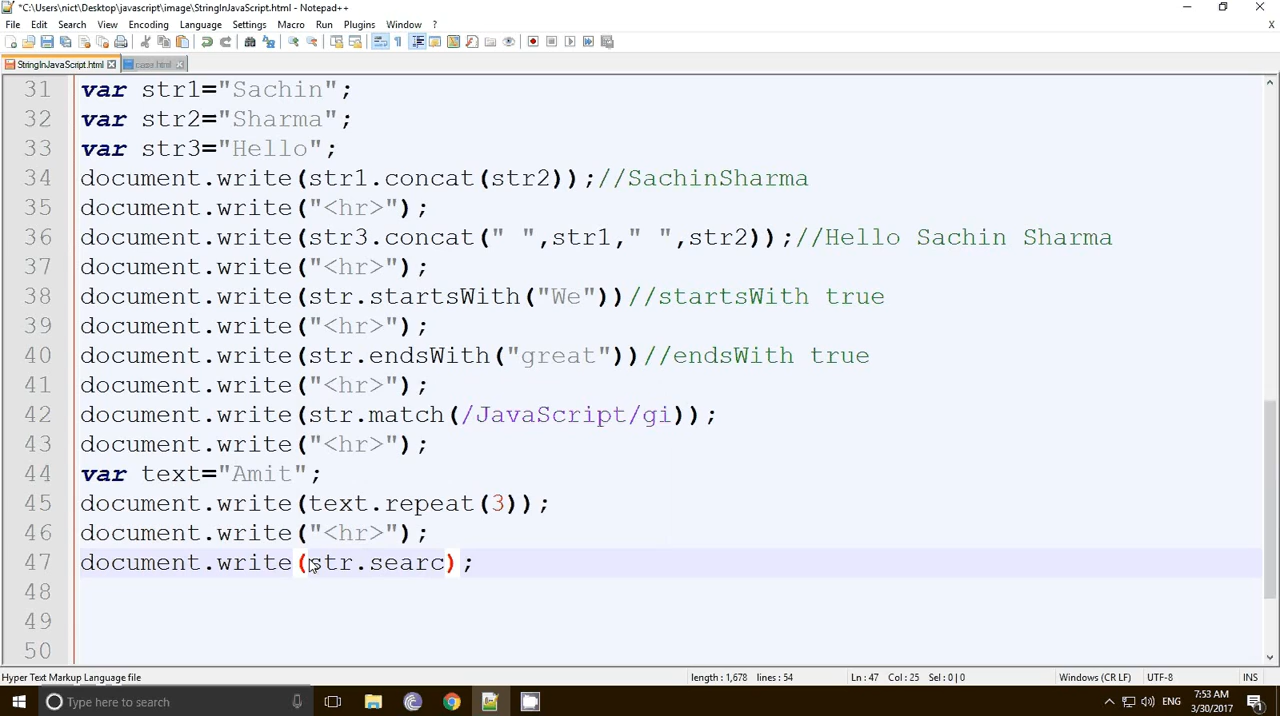 *C:\Users\nict\Desktop\javascript\image\StringInJavaScript.html - Notepad++
File Edit Search View Encoding Language Settings Macro Run Plugins Window ?
StringInJavaScript.html
31 var str1="Sachin";
32 var str2="Sharma";
33 var str3="Hello";
34 document.write(str1.concat(str2));//SachinSharma
35 document.write("<hr>");
36 document.write(str3.concat(" ",str1," ",str2));//Hello Sachin Sharma
37 document.write("<hr>");
38 document.write(str.startsWith("We"))//startsWith true
39 document.write("<hr>");
40 document.write(str.endsWith("great"))//endsWith true
41 document.write("<hr>");
42 document.write(str.match(/JavaScript/gi));
43 document.write("<hr>");
44 var text="Amit";
45 document.write(text.repeat(3));
46 document.write("<hr>");
47 document.write(str.searc);
48
49
50
Hyper Text Markup Language file length : 1,678 lines : 54 Ln : 47 Col : 25 Sel : 0 | 0 Windows (CR LF) UTF-8 INS
Type here to search ENG 7:53 AM
3/30/2017